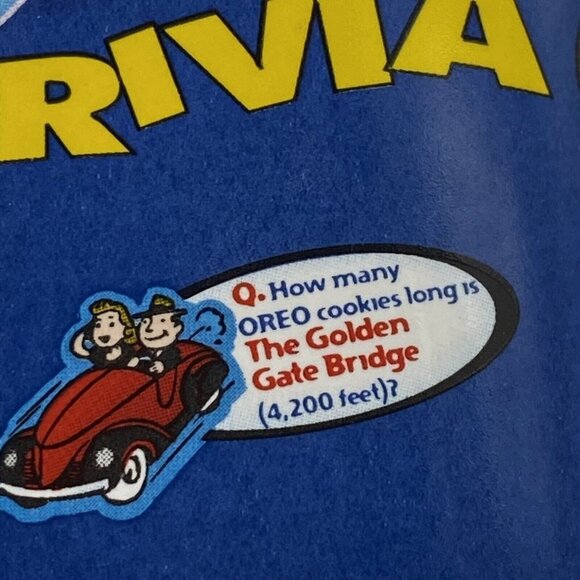 RIVIA
Q. How many
OREO cookies long is
The Golden
Gate Bridge
(4,200 feet)?